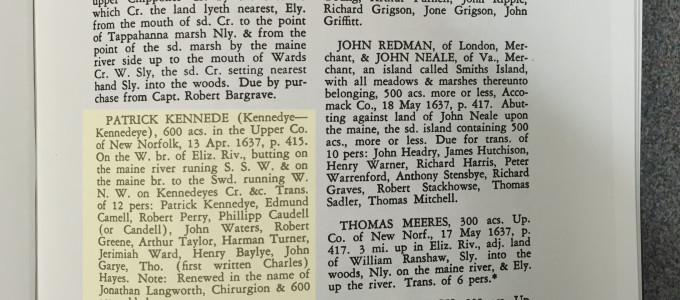 upper Chippo
which Cr. the land lyeth nearest, Ely.
from the mouth of sd. Cr. to the point
of Tappahanna marsh Nly. & from the
point of the sd. marsh by the maine
river side up to the mouth of Wards
Cr. W. Sly, the sd. Cr. setting nearest
hand Sly. into the woods. Due by pur-
chase from Capt. Robert Bargrave.
PATRICK KENNEDE (Kennedye—
Kennedeye), 600 acs. in the Upper Co.
of New Norfolk, 13 Apr. 1637, p. 415.
On the W. br. of Eliz. Riv., butting on
the maine river runing S. S. W. & on
the maine br. to the Swd. running W.
N. W. on Kennedeyes Cr. &c. Trans.
of 12 pers: Patrick Kennedye, Edmund
Camell, Robert Perry, Phillipp Caudell
(or Candell), John Waters, Robert
Greene, Arthur Taylor, Harman Turner,
Jerimiah Ward, Henry Baylye, John
Garye, Tho. (first written Charles)
Hayes. Note: Renewed in the name of
Jonathan Langworth, Chirurgion & 600
Richard Grigson, Jone Grigson, John
Griffitt.
JOHN REDMAN, of London, Mer-
chant, & JOHN NEALE, of Va., Mer-
chant, an island called Smiths Island,
with all meadows & marshes thereunto
belonging, 500 acs. more or less, Acco-
mack Co., 18 May 1637, p. 417. Abut-
ting against land of John Neale upon
the maine, the sd. island containing 500
acs., more or less. Due for trans. of
10 pers: John Headry, James Hutchison,
Henry Warner, Richard Harris, Peter
Warrenford, Anthony Stensbye, Richard
Graves, Robert Stackhowse, Thomas
Sadler, Thomas Mitchell.
THOMAS MEERES, 300 acs. Up.
Co. of New Norf., 17 May 1637, p.
417. 3 mi. up in Eliz. Riv., adj. land
of William Ranshaw, Sly. into the
woods, Nly. on the maine river, & Ely.
up the river. Trans. of 6 pers.*